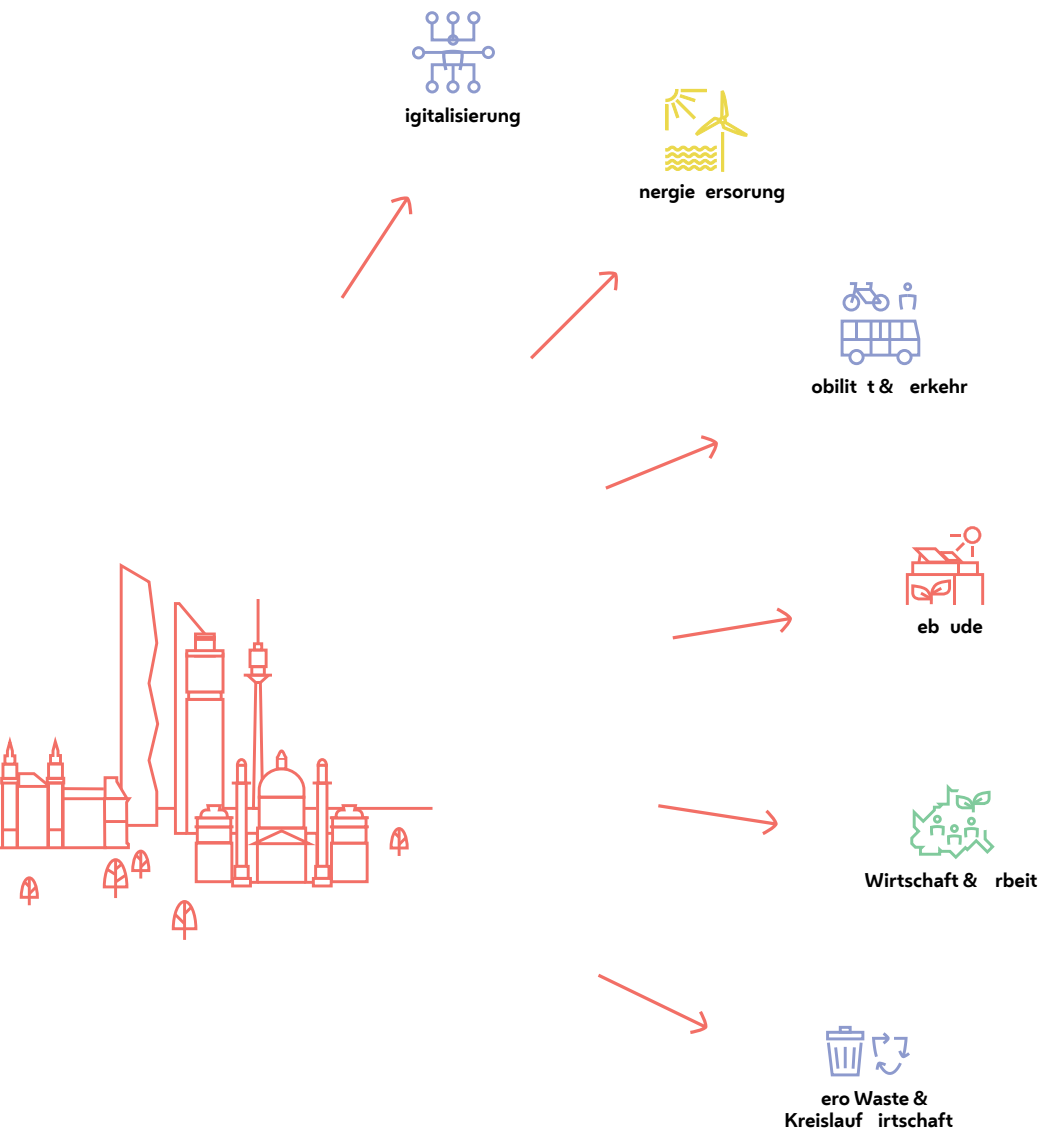 igitalisierung
nergie ersorung
obilit t & erkehr
eb ude
Wirtschaft & rbeit
ero Waste &
Kreislauf irtschaft